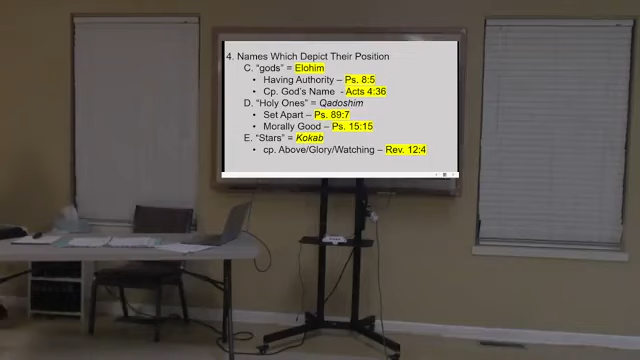 4. Names Which Depict Their Position
C. "gods" = Elohim
• Having Authority – Ps. 8:5
• Cp. God's Name - Acts 4:36
D. "Holy Ones" = Qadoshim
• Set Apart – Ps. 89:7
• Morally Good – Ps. 15:15
E. "Stars" = Kokab
• cp. Above/Glory/Watching – Rev. 12:4